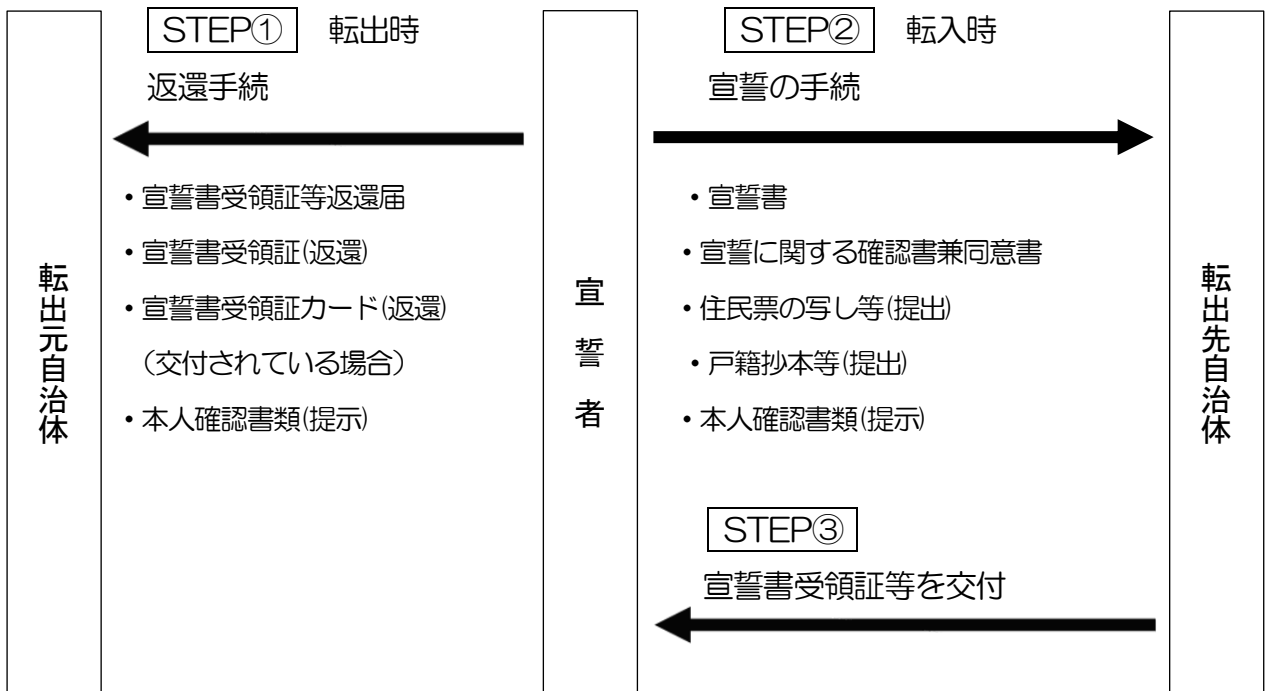 転出元自治体
STEP① 転出時
返還手続
・宣誓書受領証等返還届
・宣誓書受領証(返還)
・宣誓書受領証カード(返還)
（交付されている場合）
・本人確認書類(提示)
宣誓者
STEP② 転入時
宣誓の手続
・宣誓書
・宣誓に関する確認書兼同意書
・住民票の写し等(提出)
・戸籍抄本等(提出)
・本人確認書類(提示)
STEP③
宣誓書受領証等を交付
転出先自治体